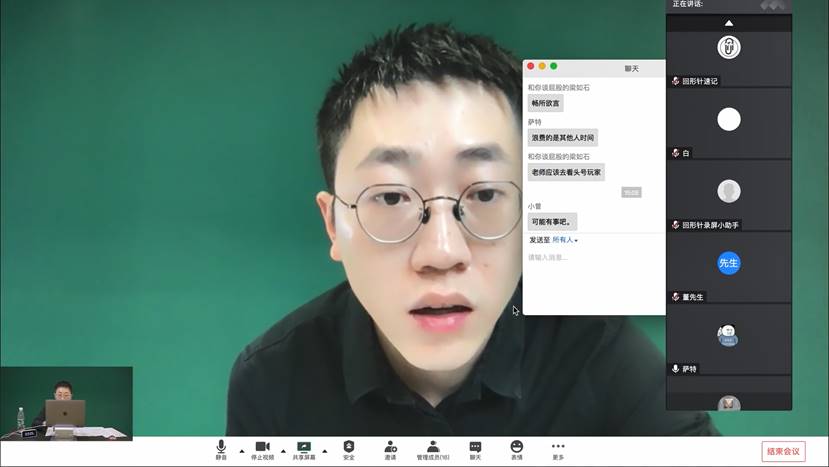 正在讲话:
聊天
和你谈屁股的梁如石
畅所欲言
萨特
浪费的是其他人时间
和你谈屁股的梁如石
老师应该去看头号玩家
15:03
小曾
可能有事吧。
发送至 所有人
请输入消息...
回形针速记
白
回形针录屏小助手
先生
董先生
萨特
静音
停止视频
共享屏幕
安全
邀请
管理成员(18)
聊天
表情
更多
结束会议